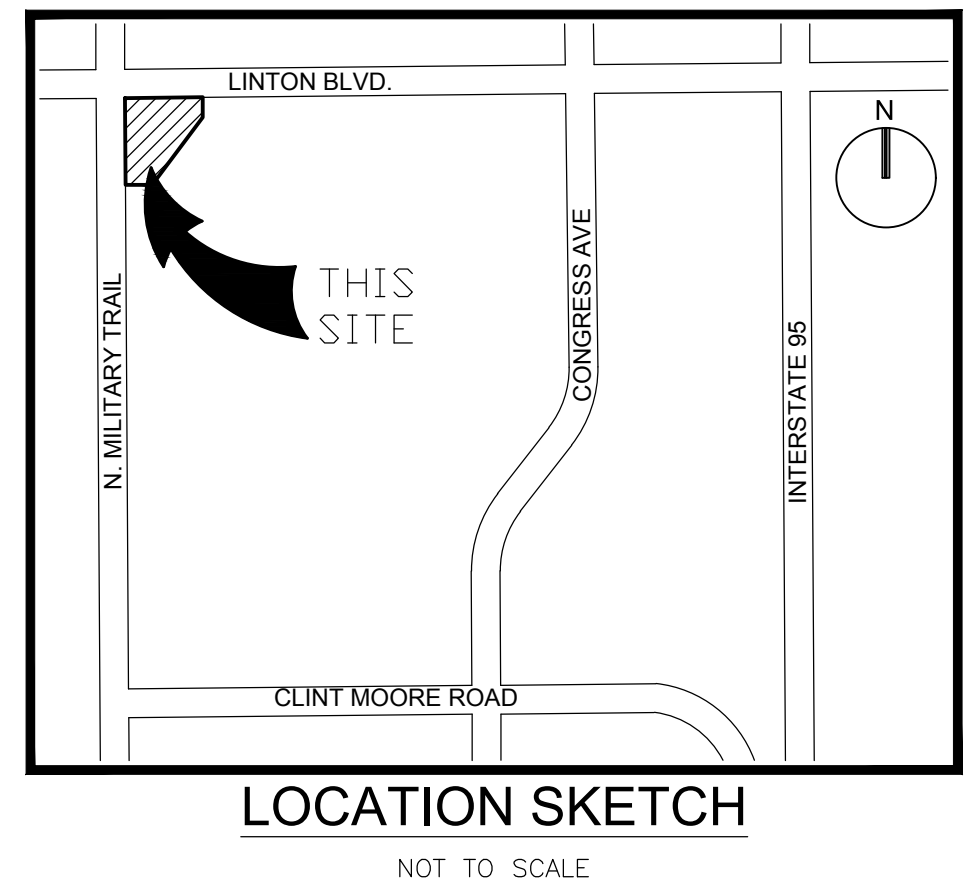 LINTON BLVD.
N
THIS
SITE
N. MILITARY TRAIL
CONGRESS AVE
INTERSTATE 95
CLINT MOORE ROAD
LOCATION SKETCH
NOT TO SCALE